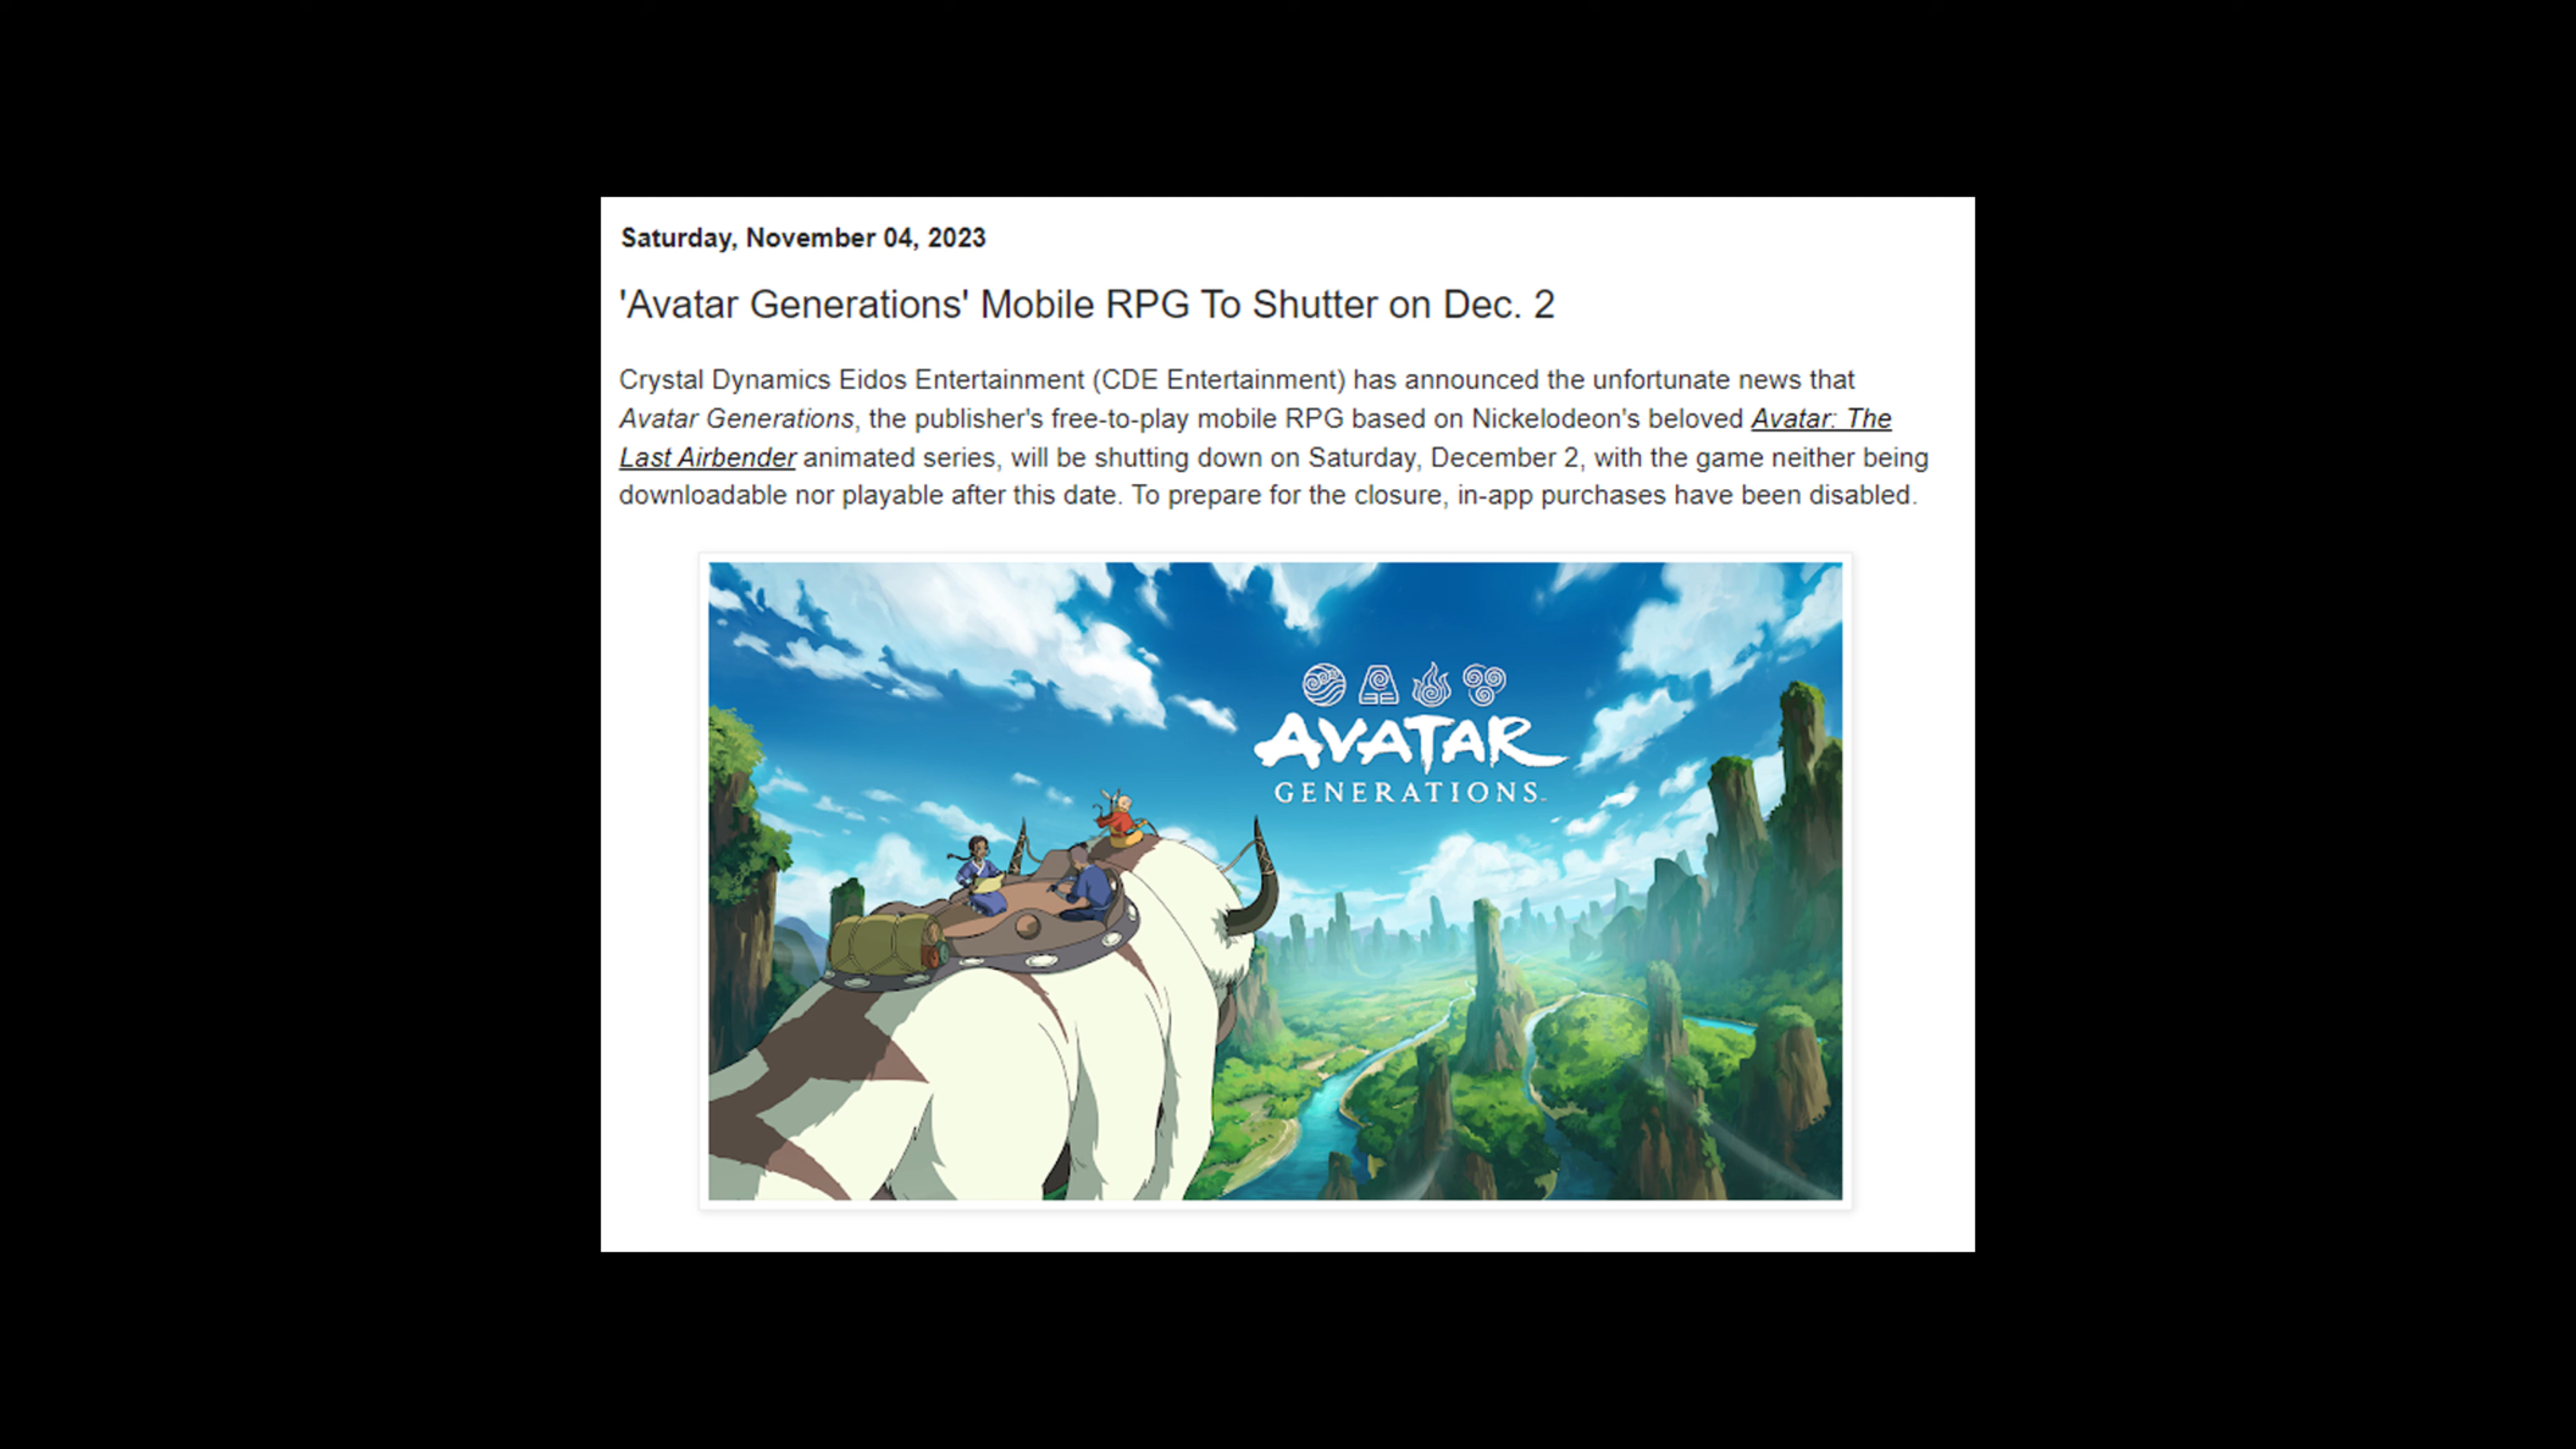 Saturday, November 04, 2023
'Avatar Generations' Mobile RPG To Shutter on Dec. 2
Crystal Dynamics Eidos Entertainment (CDE Entertainment) has announced the unfortunate news that
Avatar Generations, the publisher's free-to-play mobile RPG based on Nickelodeon's beloved Avatar: The
Last Airbender animated series, will be shutting down on Saturday, December 2, with the game neither being
downloadable nor playable after this date. To prepare for the closure, in-app purchases have been disabled.
AVATAR
GENERATIONS